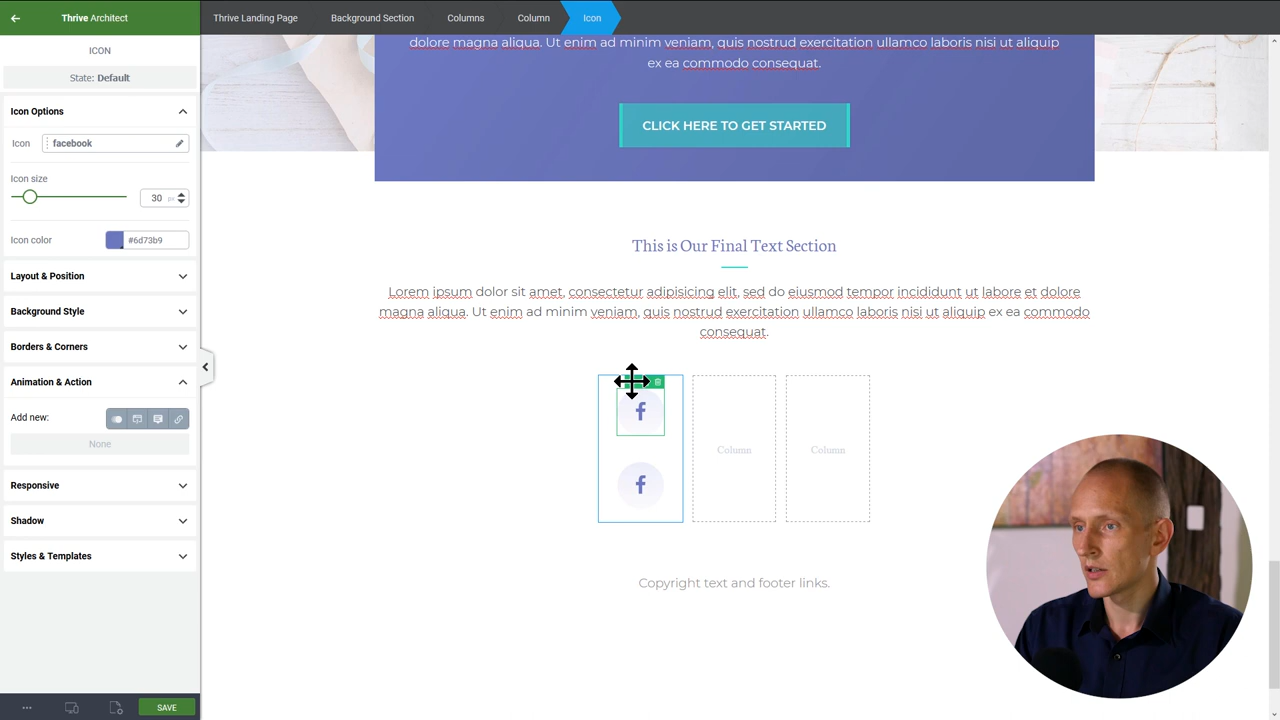 Thrive Architect
Thrive Landing Page
Background Section
Columns
Column
Icon
ICON
State: Default
Icon Options
Icon
facebook
Icon size
30
px
Icon color
#6d73b9
Layout & Position
Background Style
Borders & Corners
Animation & Action
Add new:
None
Responsive
Shadow
Styles & Templates
SAVE
dolore magna aliqua. Ut enim ad minim veniam, quis nostrud exercitation ullamco laboris nisi ut aliquip
ex ea commodo consequat.
CLICK HERE TO GET STARTED
This is Our Final Text Section
Lorem ipsum dolor sit amet, consectetur adipisicing elit, sed do eiusmod tempor incididunt ut labore et dolore
magna aliqua. Ut enim ad minim veniam, quis nostrud exercitation ullamco laboris nisi ut aliquip ex ea commodo
consequat.
Column
Column
Copyright text and footer links.